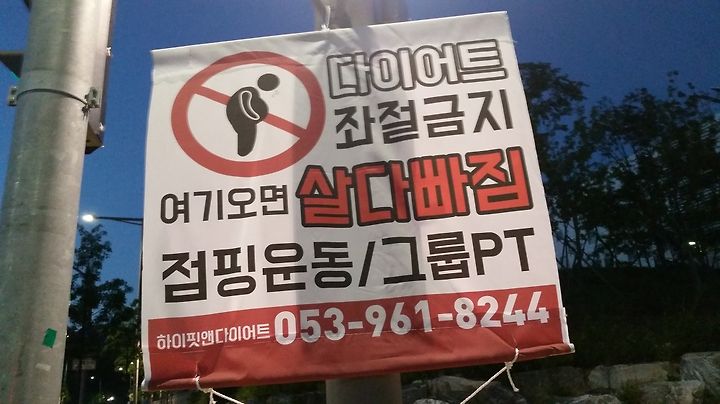 다이어트
좌절금지
여기오면 살다빠짐
점핑운동/그룹PT
하이핏앤다이어트 053-961-8244